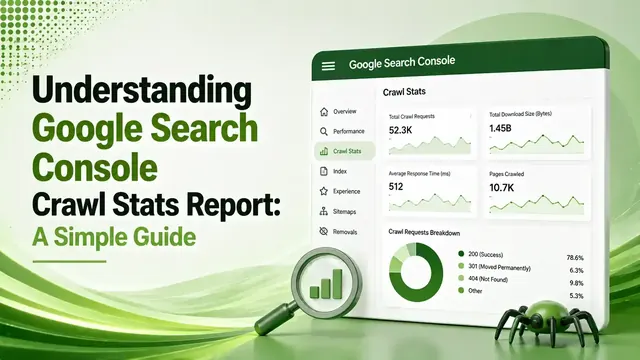 Understanding
Google Search
Console
Crawl Stats Report:
A Simple Guide
Google Search Console
Overview
Performance
Crawl Stats
Index
Experience
Sitemaps
Removals
Crawl Stats
Total Crawl Requests
52.3K
Total Download Size (Bytes)
1.45B
Average Response Time (ms)
512
Pages Crawled
10.7K
Crawl Requests Breakdown
200 (Success) 78.6%
301 (Moved Permanently) 6.3%
404 (Not Found) 9.8%
Other 5.3%